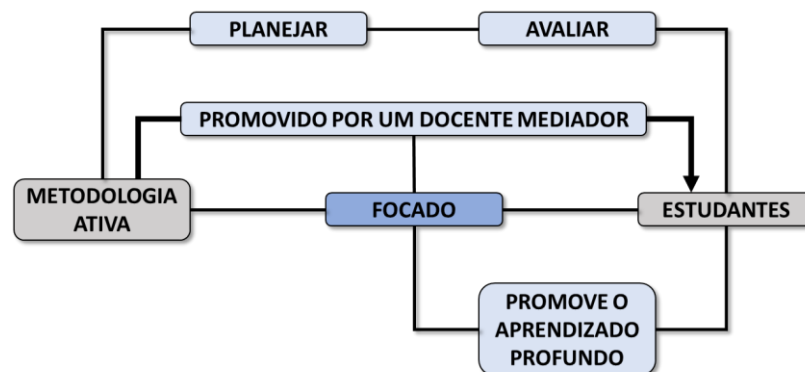 PLANEJAR
AVALIAR
PROMOVIDO POR UM DOCENTE MEDIADOR
METODOLOGIA
ATIVA
FOCADO
ESTUDANTES
PROMOVE O
APRENDIZADO
PROFUNDO